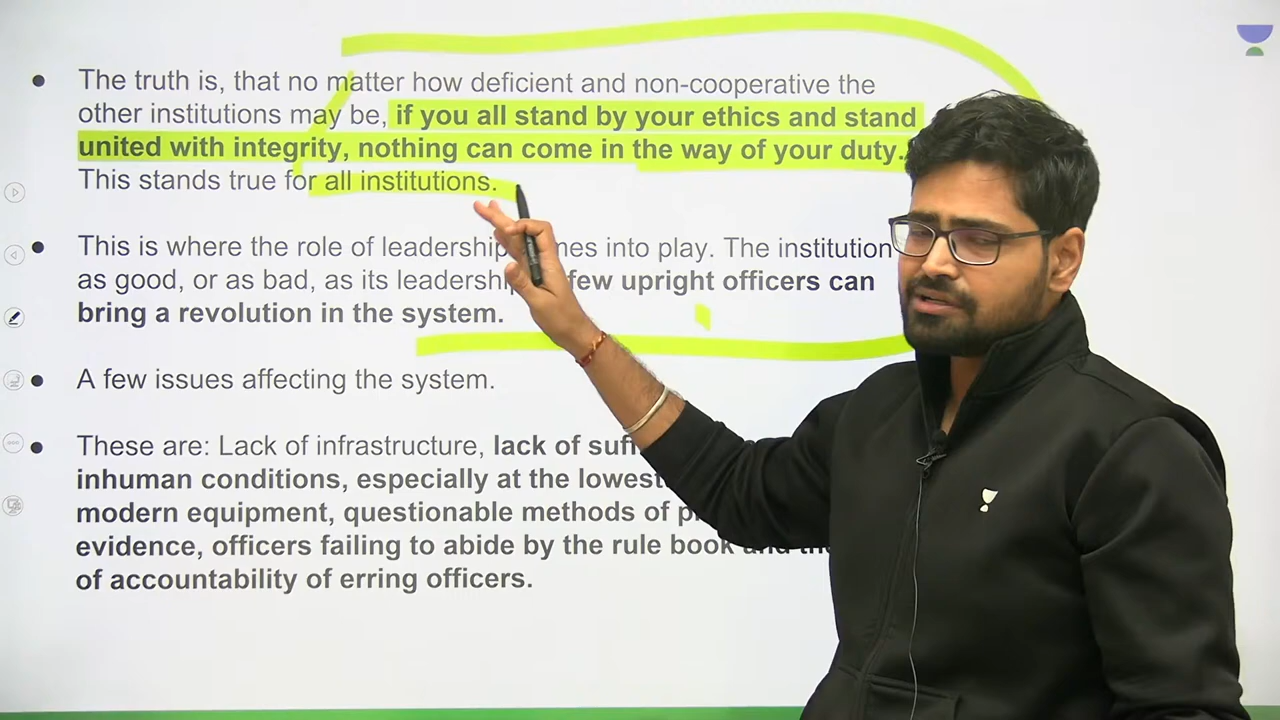 The truth is, that no matter how deficient and non-cooperative the
other institutions may be, if you all stand by your ethics and stand
united with integrity, nothing can come in the way of your duty.
This stands true for all institutions.
This is where the role of leadership into play. The institution
as good, or as bad, as its leadership few upright officers can
bring a revolution in the system.
A few issues affecting the system.
These are: Lack of infrastructure, lack of
inhuman conditions, especially at the lowest
modern equipment, questionable methods of
evidence, officers failing to abide by the rule book and
of accountability of erring officers.